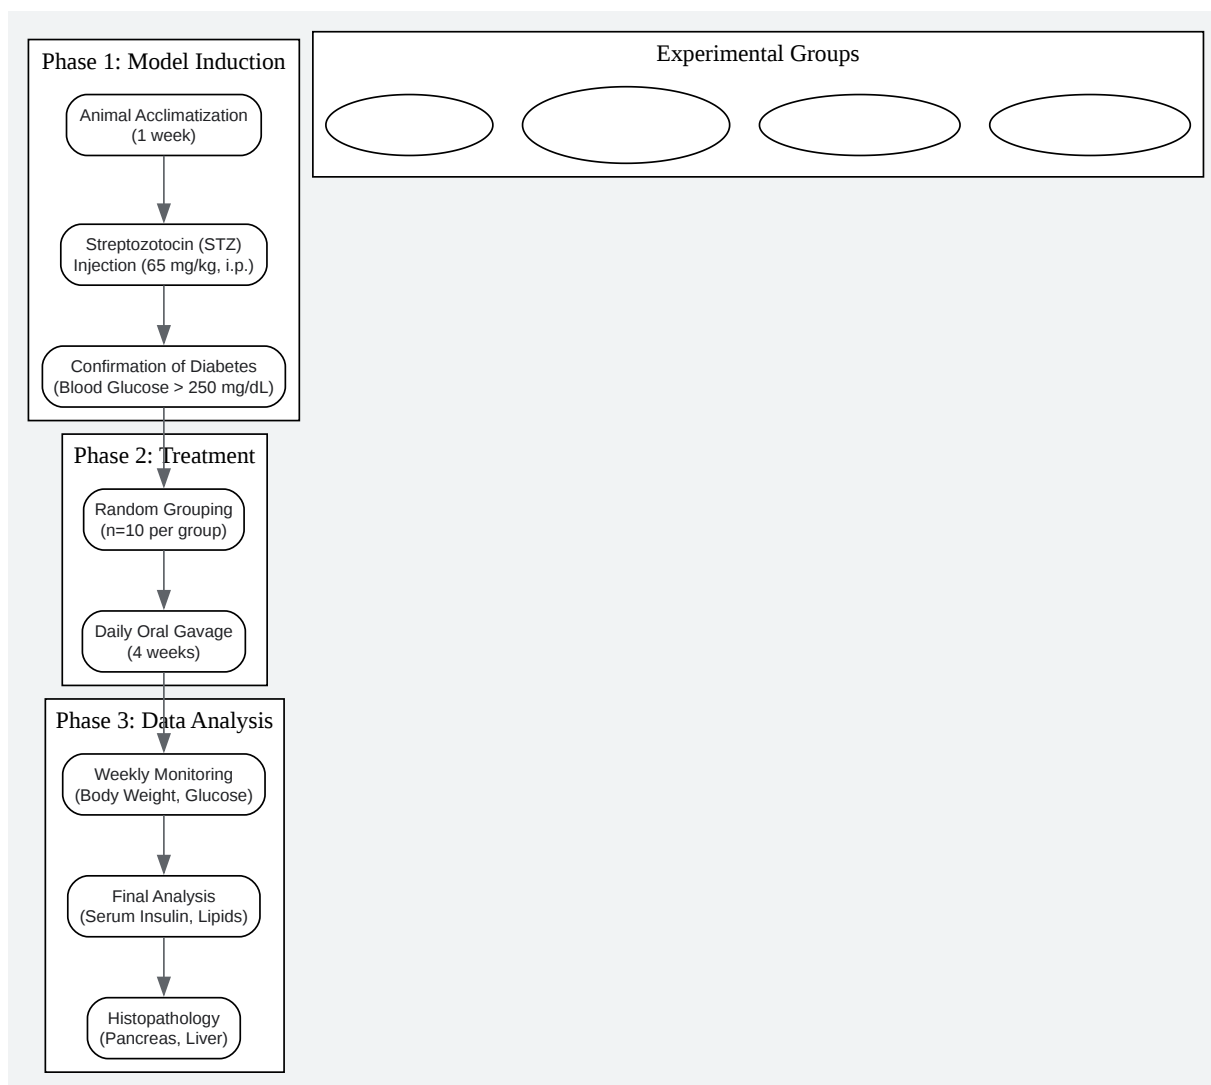 Phase 1: Model Induction
Animal Acclimatization
(1 week)
Streptozotocin (STZ)
Injection (65 mg/kg, i.p.)
Confirmation of Diabetes
(Blood Glucose > 250 mg/dL)
Phase 2: Treatment
Random Grouping
(n=10 per group)
Daily Oral Gavage
(4 weeks)
Phase 3: Data Analysis
Weekly Monitoring
(Body Weight, Glucose)
Final Analysis
(Serum Insulin, Lipids)
Histopathology
(Pancreas, Liver)
Experimental Groups